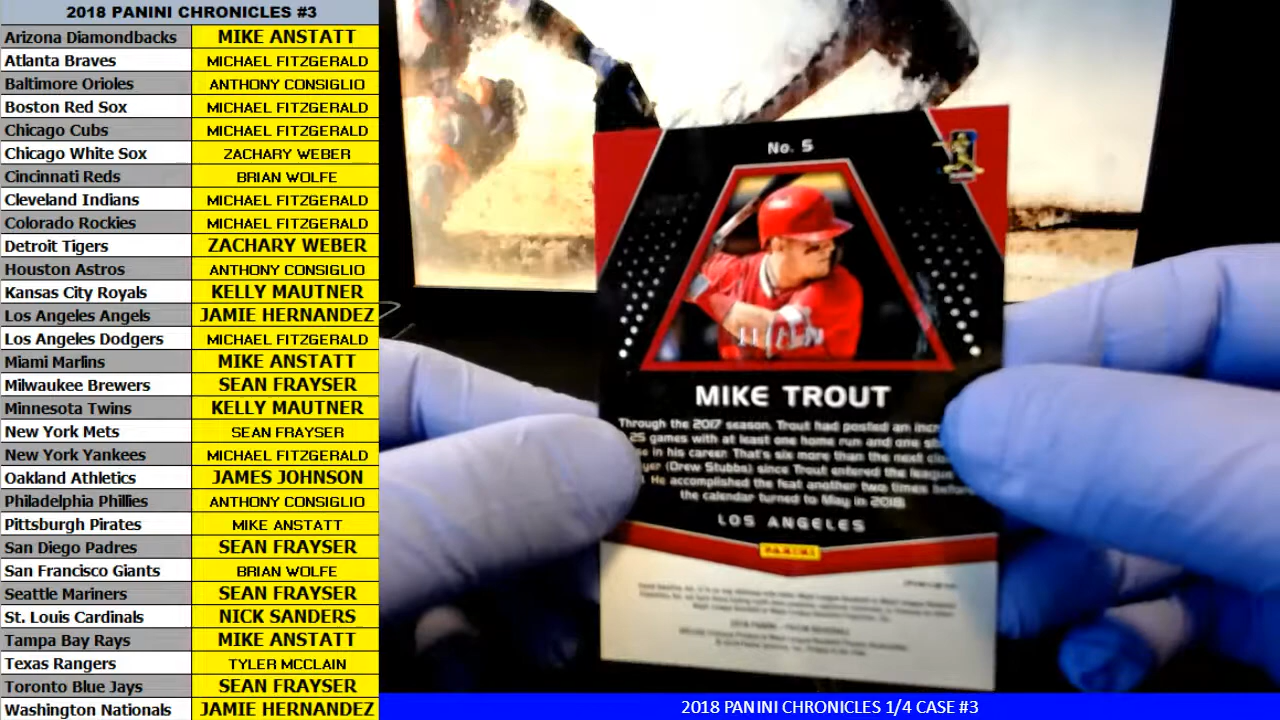 2018 PANINI CHRONICLES #3
Arizona Diamondbacks MIKE ANSTATT
Atlanta Braves MICHAEL FITZGERALD
Baltimore Orioles ANTHONY CONSIGLIO
Boston Red Sox MICHAEL FITZGERALD
Chicago Cubs MICHAEL FITZGERALD
Chicago White Sox ZACHARY WEBER
Cincinnati Reds BRIAN WOLFE
Cleveland Indians MICHAEL FITZGERALD
Colorado Rockies MICHAEL FITZGERALD
Detroit Tigers ZACHARY WEBER
Houston Astros ANTHONY CONSIGLIO
Kansas City Royals KELLY MAUTNER
Los Angeles Angels JAMIE HERNANDEZ
Los Angeles Dodgers MICHAEL FITZGERALD
Miami Marlins MIKE ANSTATT
Milwaukee Brewers SEAN FRAYSER
Minnesota Twins KELLY MAUTNER
New York Mets SEAN FRAYSER
New York Yankees MICHAEL FITZGERALD
Oakland Athletics JAMES JOHNSON
Philadelphia Phillies ANTHONY CONSIGLIO
Pittsburgh Pirates MIKE ANSTATT
San Diego Padres SEAN FRAYSER
San Francisco Giants BRIAN WOLFE
Seattle Mariners SEAN FRAYSER
St. Louis Cardinals NICK SANDERS
Tampa Bay Rays MIKE ANSTATT
Texas Rangers TYLER MCCLAIN
Toronto Blue Jays SEAN FRAYSER
Washington Nationals JAMIE HERNANDEZ
No. 5
MIKE TROUT
Through the 2017 season, Trout had posted an
25 games with at least one home run and one
in his career. That's six more than the next
(Drew Stubbs) since Trout entered the league
He accomplished the feat another two times before
the calendar turned to May in 2018.
LOS ANGELES
PANINI
2018 PANINI CHRONICLES 1/4 CASE #3